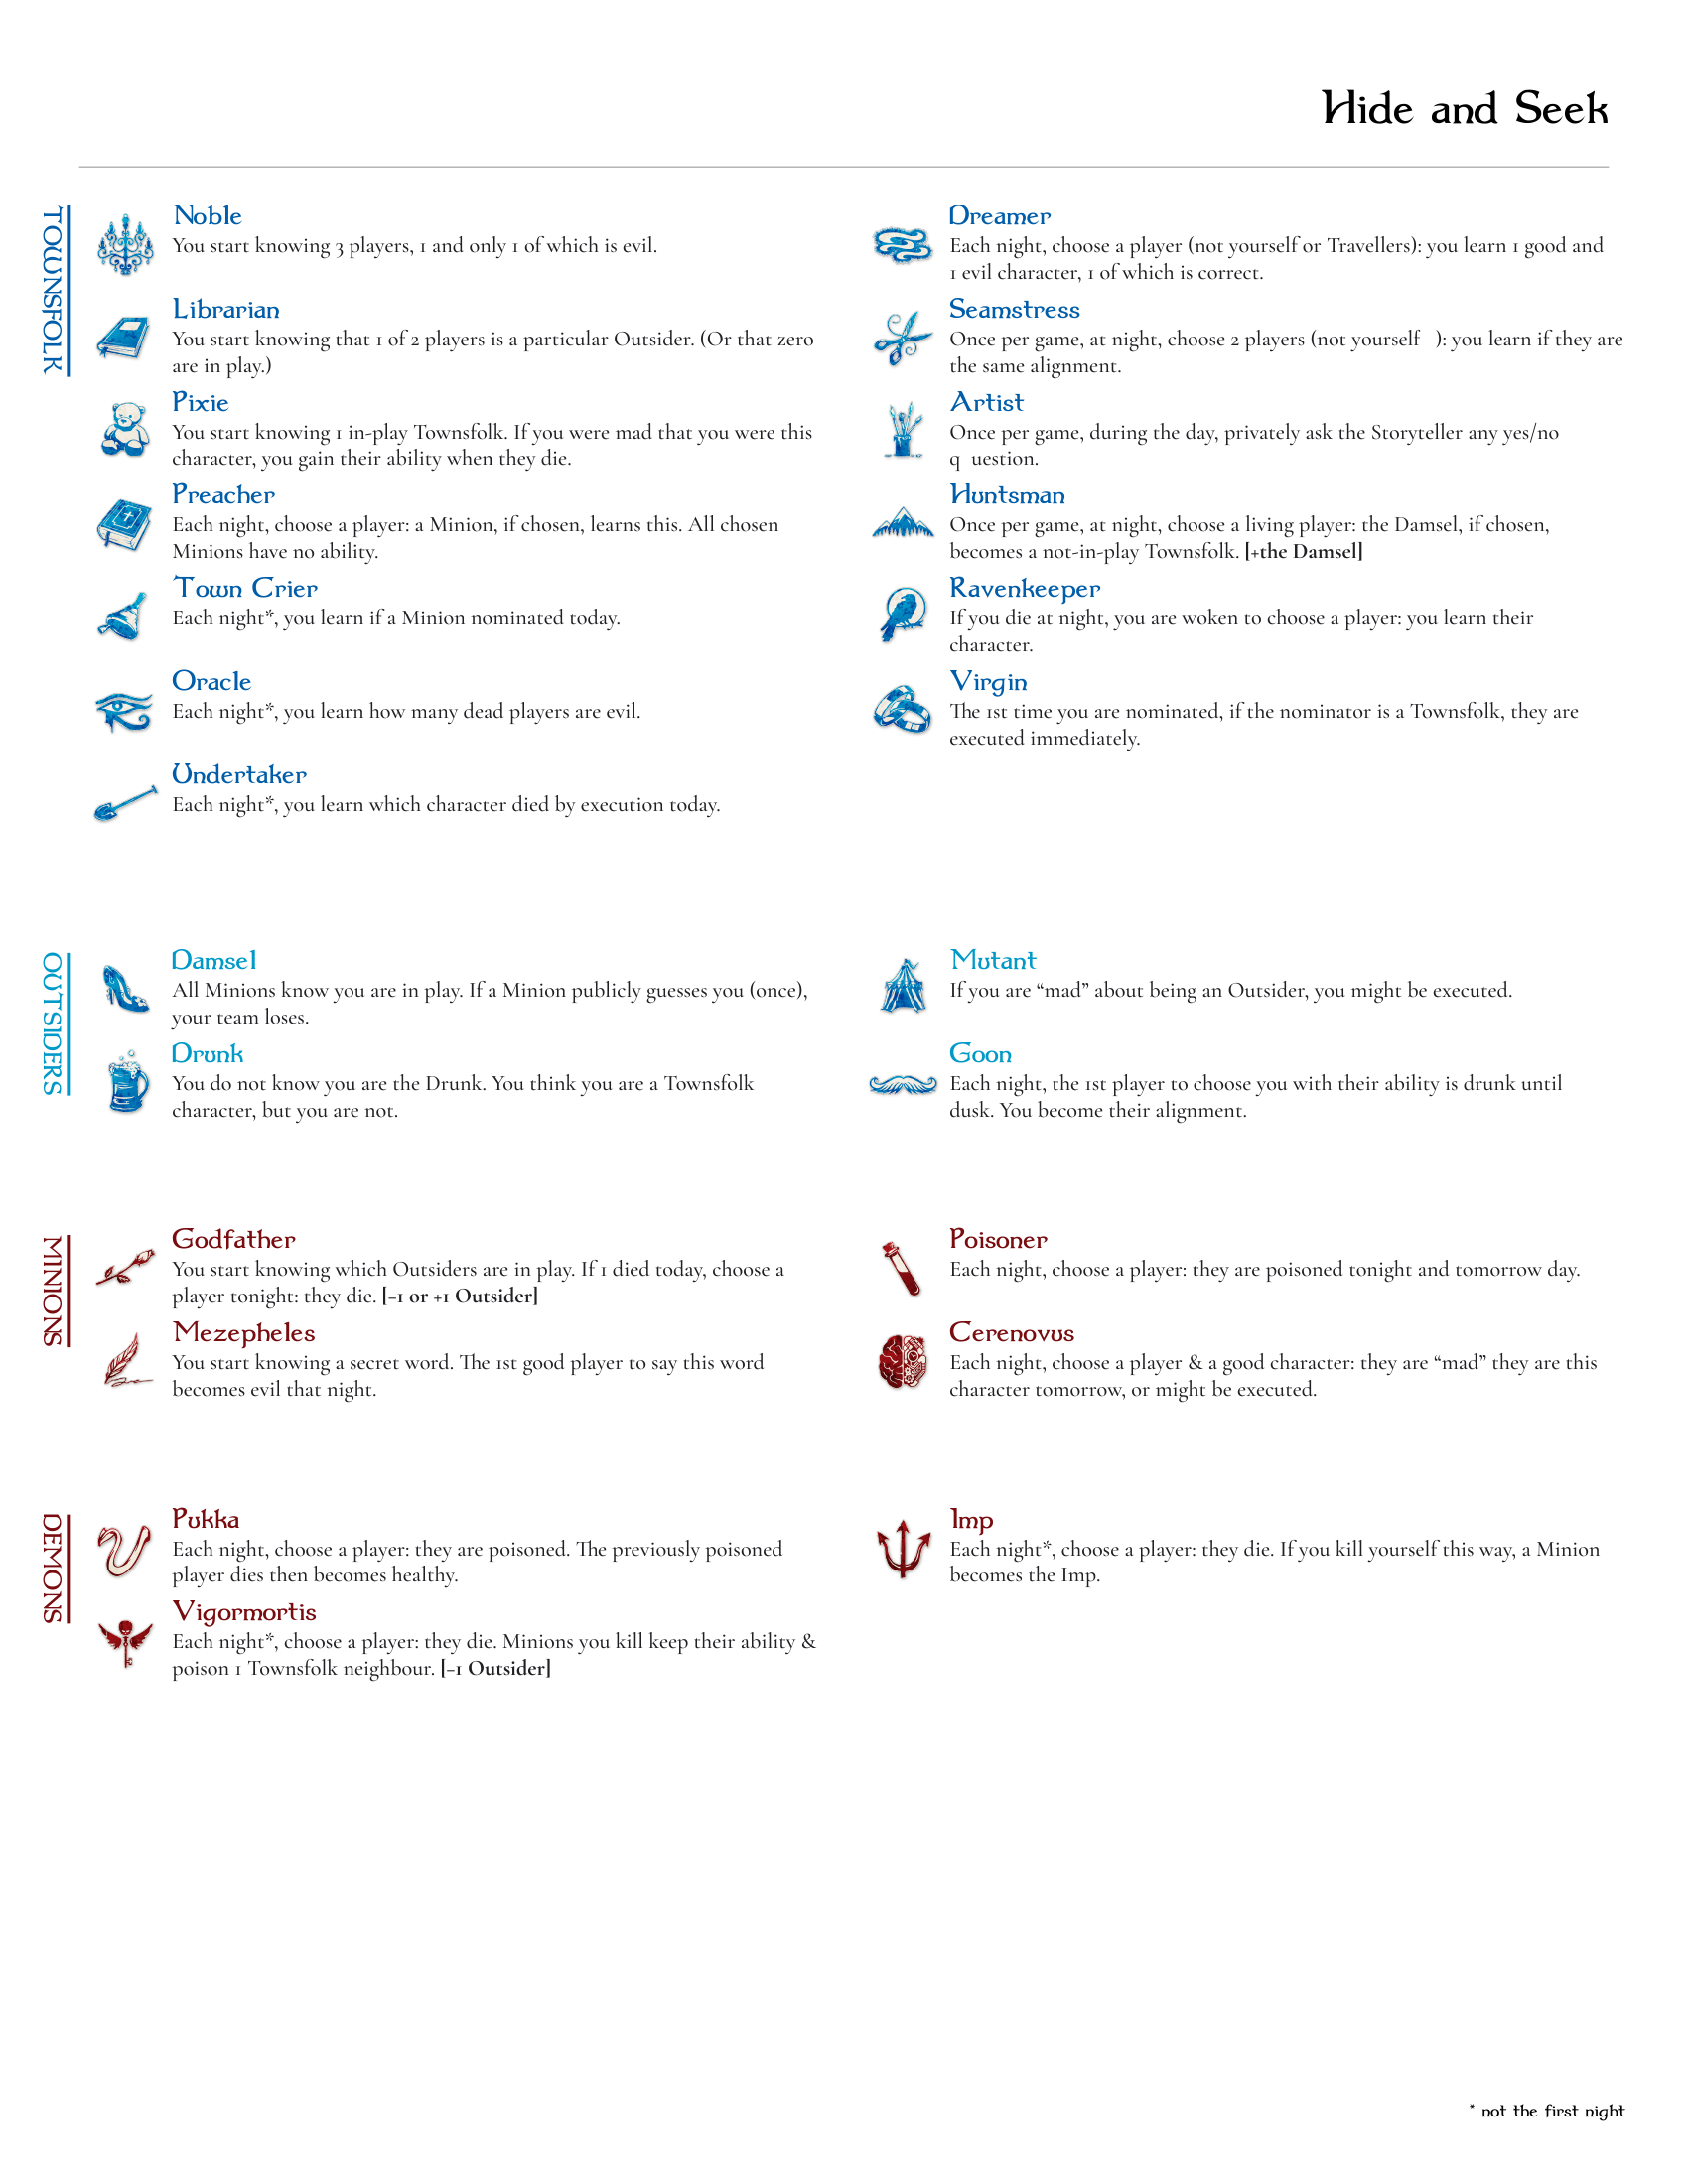 Hide and Seek
TOWNSFOLK
Noble
You start knowing 3 players, 1 and only 1 of which is evil.
Librarian
You start knowing that 1 of 2 players is a particular Outsider. (Or that zero
are in play.)
Pixie
You start knowing 1 in-play Townsfolk. If you were mad that you were this
character, you gain their ability when they die.
Preacher
Each night, choose a player: a Minion, if chosen, learns this. All chosen
Minions have no ability.
Town Crier
Each night*, you learn if a Minion nominated today.
Oracle
Each night*, you learn how many dead players are evil.
Undertaker
Each night*, you learn which character died by execution today.
Dreamer
Each night, choose a player (not yourself or Travellers): you learn 1 good and
1 evil character, 1 of which is correct.
Seamstress
Once per game, at night, choose 2 players (not yourself ): you learn if they are
the same alignment.
Artist
Once per game, during the day, privately ask the Storyteller any yes/no
q uestion.
Huntsman
Once per game, at night, choose a living player: the Damsel, if chosen,
becomes a not-in-play Townsfolk. [+the Damsel]
Ravenkeeper
If you die at night, you are woken to choose a player: you learn their
character.
Virgin
The 1st time you are nominated, if the nominator is a Townsfolk, they are
executed immediately.
OUTSIDERS
Damsel
All Minions know you are in play. If a Minion publicly guesses you (once),
your team loses.
Drunk
You do not know you are the Drunk. You think you are a Townsfolk
character, but you are not.
Mutant
If you are “mad” about being an Outsider, you might be executed.
Goon
Each night, the 1st player to choose you with their ability is drunk until
dusk. You become their alignment.
MINIONS
Godfather
You start knowing which Outsiders are in play. If 1 died today, choose a
player tonight: they die. [−1 or +1 Outsider]
Mezepheles
You start knowing a secret word. The 1st good player to say this word
becomes evil that night.
Poisoner
Each night, choose a player: they are poisoned tonight and tomorrow day.
Cerenovus
Each night, choose a player & a good character: they are “mad” they are this
character tomorrow, or might be executed.
DEMONS
Pukka
Each night, choose a player: they are poisoned. The previously poisoned
player dies then becomes healthy.
Vigormortis
Each night*, choose a player: they die. Minions you kill keep their ability &
poison 1 Townsfolk neighbour. [−1 Outsider]
Imp
Each night*, choose a player: they die. If you kill yourself this way, a Minion
becomes the Imp.
* not the first night